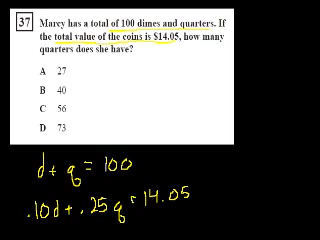 37 Marcy has a total of 100 dimes and quarters. If
the total value of the coins is $14.05, how many
quarters does she have?
A 27
B 40
C 56
D 73
d + q = 100
.10d + .25q = 14.05